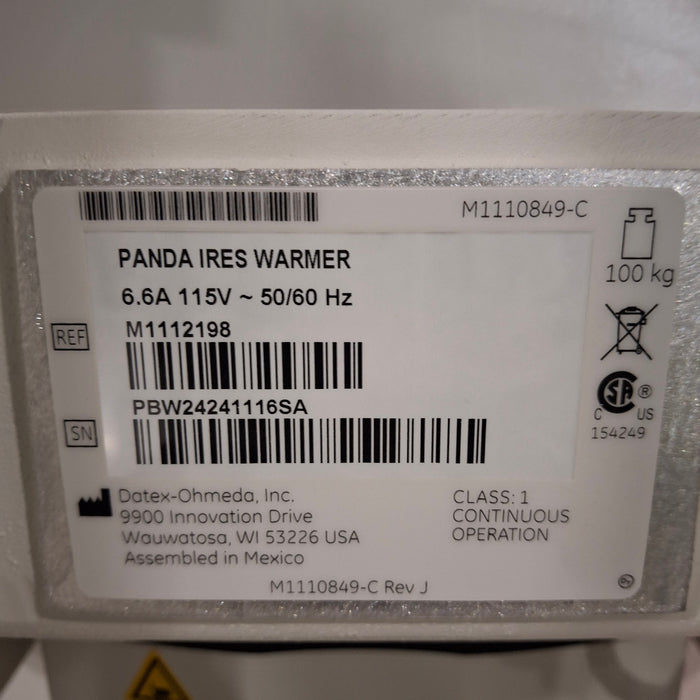 M1110849-C
100 kg
PANDA IRES WARMER
6.6A 115V ~ 50/60 Hz
REF
M1112198
SN
PBW24241116SA
SA ®
C US
154249
Datex-Ohmeda, Inc.
9900 Innovation Drive
Wauwatosa, WI 53226 USA
Assembled in Mexico
CLASS: 1
CONTINUOUS
OPERATION
M1110849-C Rev J